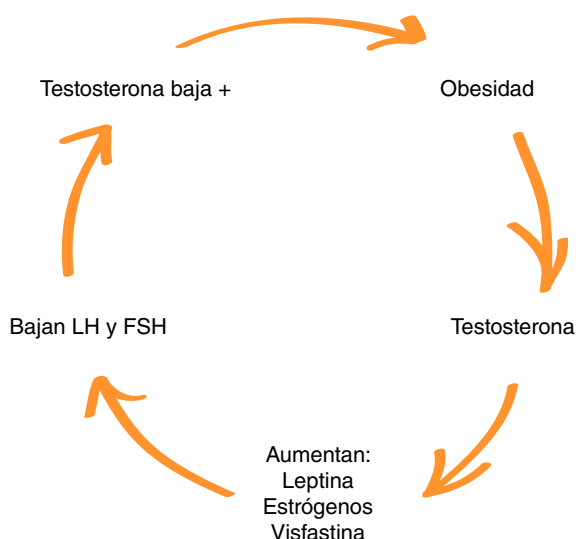 Testosterona baja +
Obesidad
Bajan LH y FSH
Testosterona
Aumentan:
Leptina
Estrógenos
Visfastina